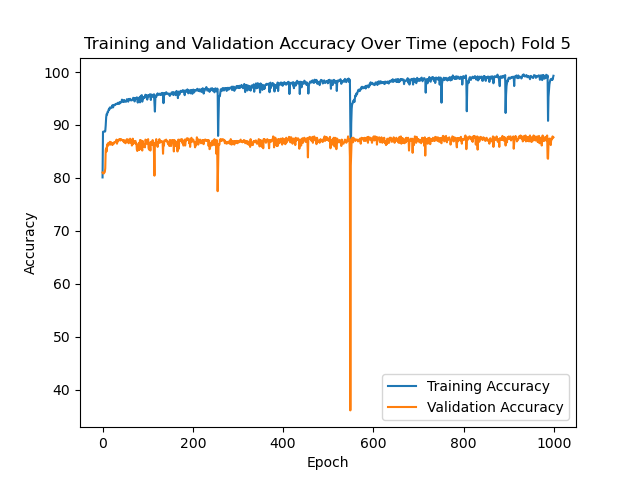 Training and Validation Accuracy Over Time (epoch) Fold 5
100
90
80
70
60
50
40
Accuracy
Training Accuracy
Validation Accuracy
0
200
400
600
800
1000
Epoch